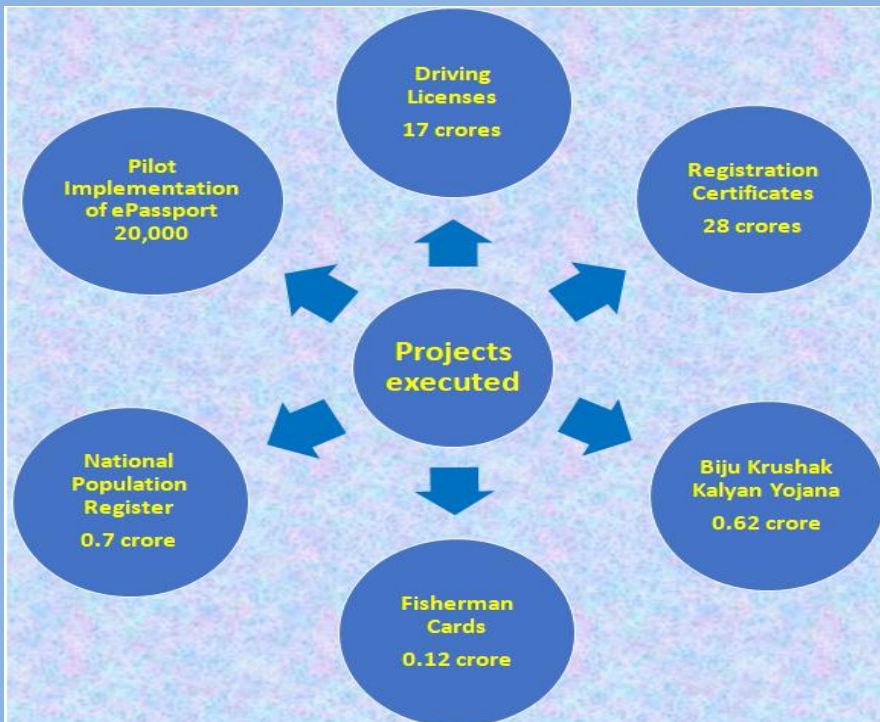 Driving
Licenses
17 crores
Pilot
Implementation
of ePassport
20,000
Registration
Certificates
28 crores
Projects
executed
National
Population
Register
0.7 crore
Biju Krushak
Kalyan Yojana
0.62 crore
Fisherman
Cards
0.12 crore